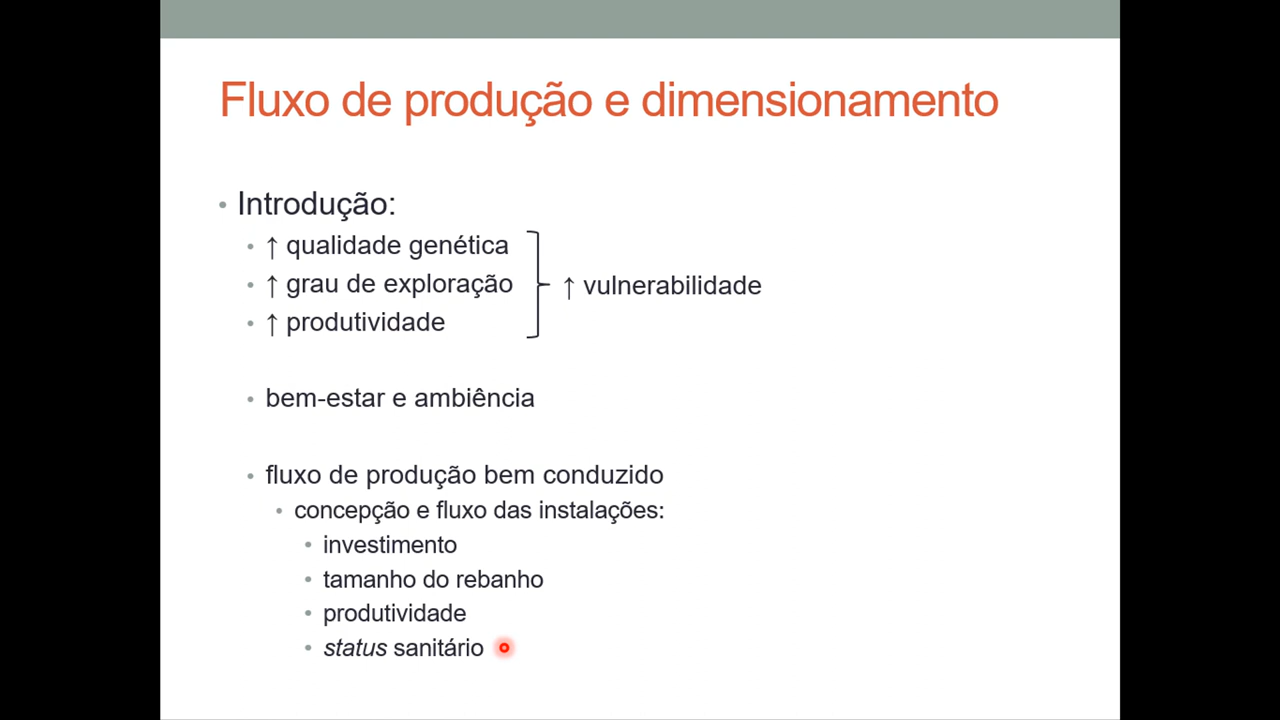 Fluxo de produção e dimensionamento
• Introdução:
• ↑ qualidade genética
• ↑ grau de exploração
↑ vulnerabilidade
• ↑ produtividade
• bem-estar e ambiência
• fluxo de produção bem conduzido
• concepção e fluxo das instalações:
• investimento
• tamanho do rebanho
• produtividade
• status sanitário